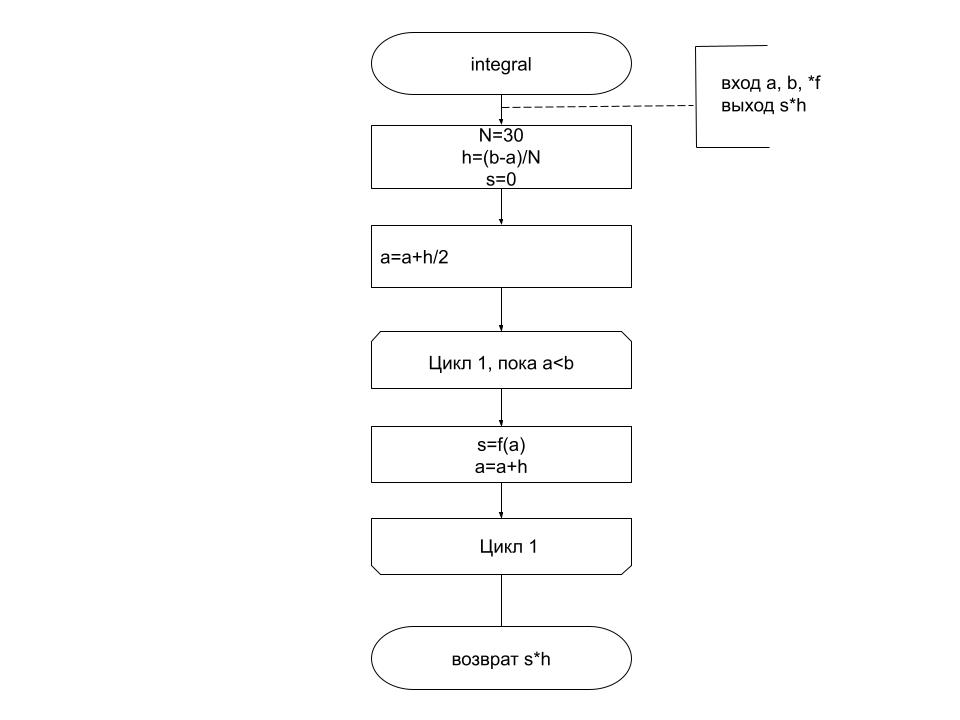 integral
вход a, b, *f
выход s*h
N=30
h=(b-a)/N
s=0
a=a+h/2
Цикл 1, пока a<b
s=f(a)
a=a+h
Цикл 1
возврат s*h